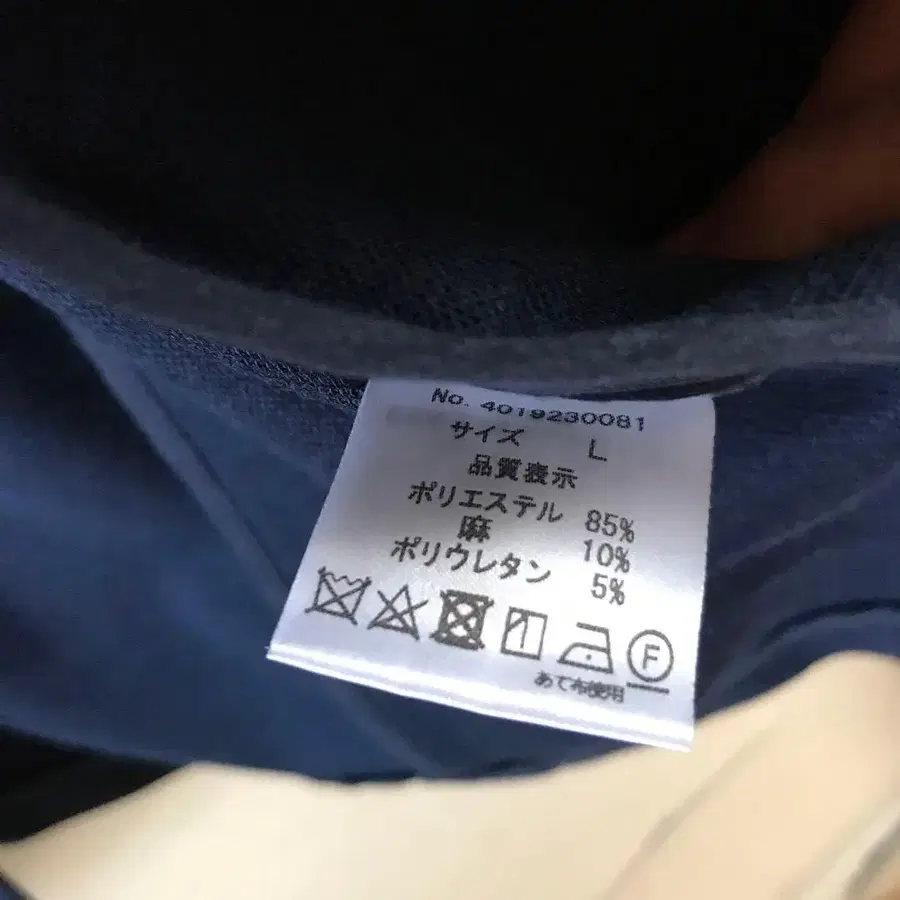 No. 4019230081
サイズ L
品質表示
ポリエステル 85%
麻 10%
ポリウレタン 5%
F
あて布使用